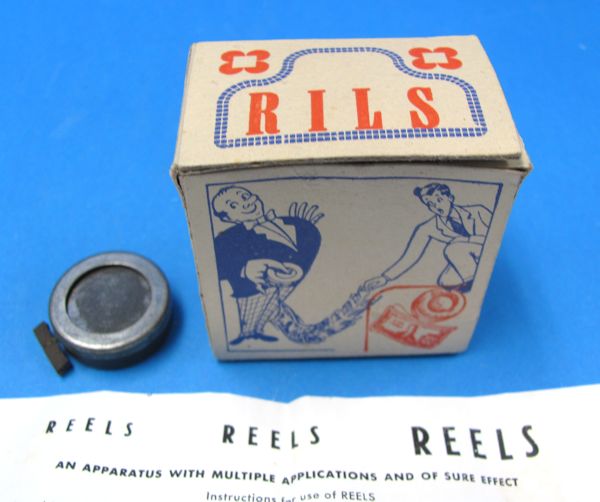 RILS
REELS REELS REELS
AN APPARATUS WITH MULTIPLE APPLICATIONS AND OF SURE EFFECT
Instructions for use of REELS